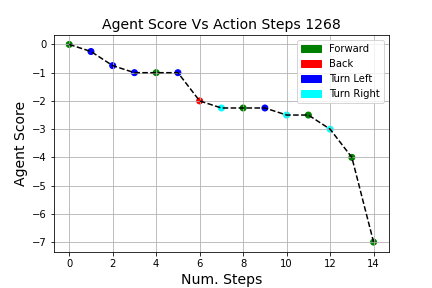 Agent Score Vs Action Steps 1268
Forward
Back
Turn Left
Turn Right
Agent Score
0
−1
−2
−3
−4
−5
−6
−7
0 2 4 6 8 10 12 14
Num. Steps